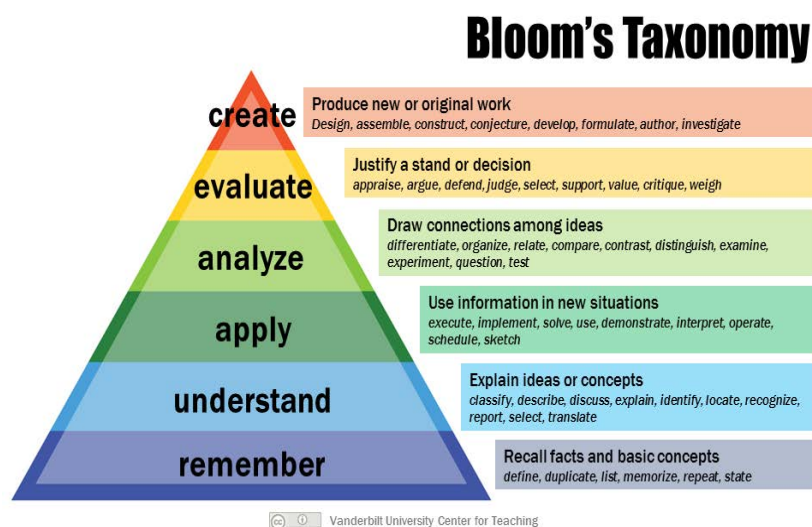 Bloom's Taxonomy
create
Produce new or original work
Design, assemble, construct, conjecture, develop, formulate, author, investigate
evaluate
Justify a stand or decision
appraise, argue, defend, judge, select, support, value, critique, weigh
analyze
Draw connections among ideas
differentiate, organize, relate, compare, contrast, distinguish, examine,
experiment, question, test
apply
Use information in new situations
execute, implement, solve, use, demonstrate, interpret, operate,
schedule, sketch
understand
Explain ideas or concepts
classify, describe, discuss, explain, identify, locate, recognize,
report, select, translate
remember
Recall facts and basic concepts
define, duplicate, list, memorize, repeat, state
cc Vanderbilt University Center for Teaching